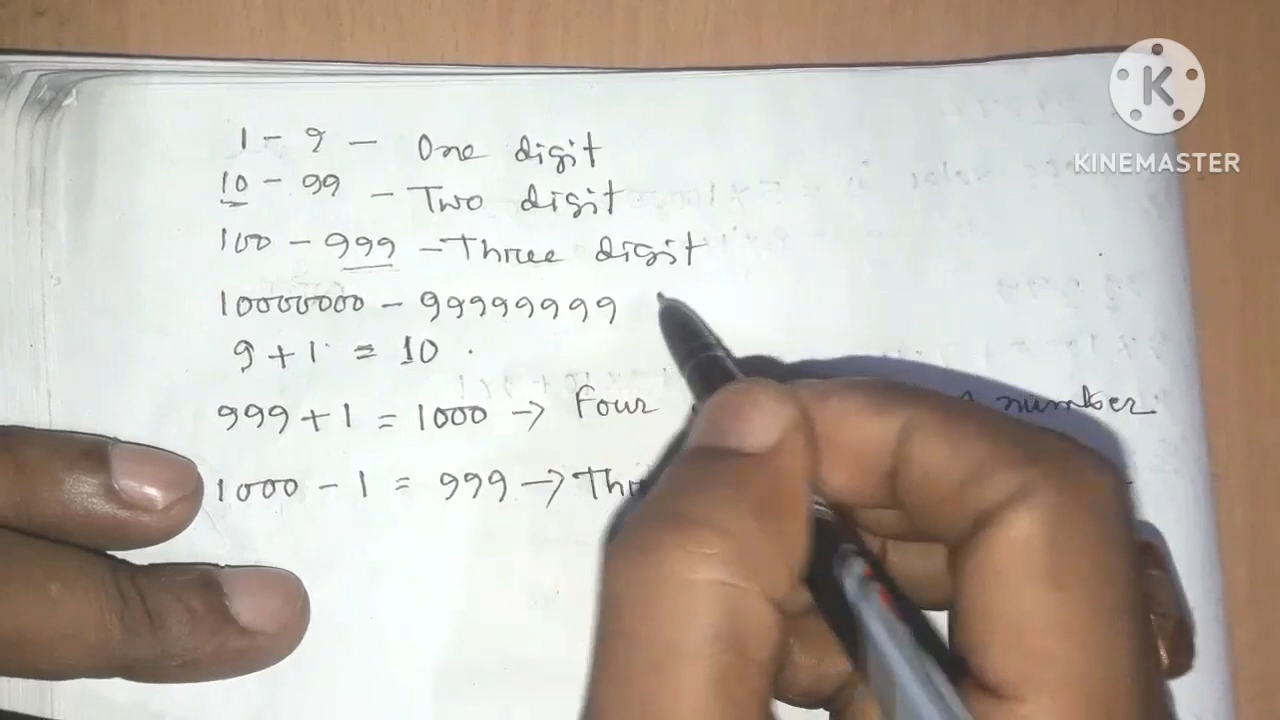 1 - 9 - One digit
10 - 99 - Two digit
100 - 999 - Three digit
10000000 - 99999999
9 + 1 = 10 .
999 + 1 = 1000 → Four number
1000 - 1 = 999 →
K
KINEMASTER